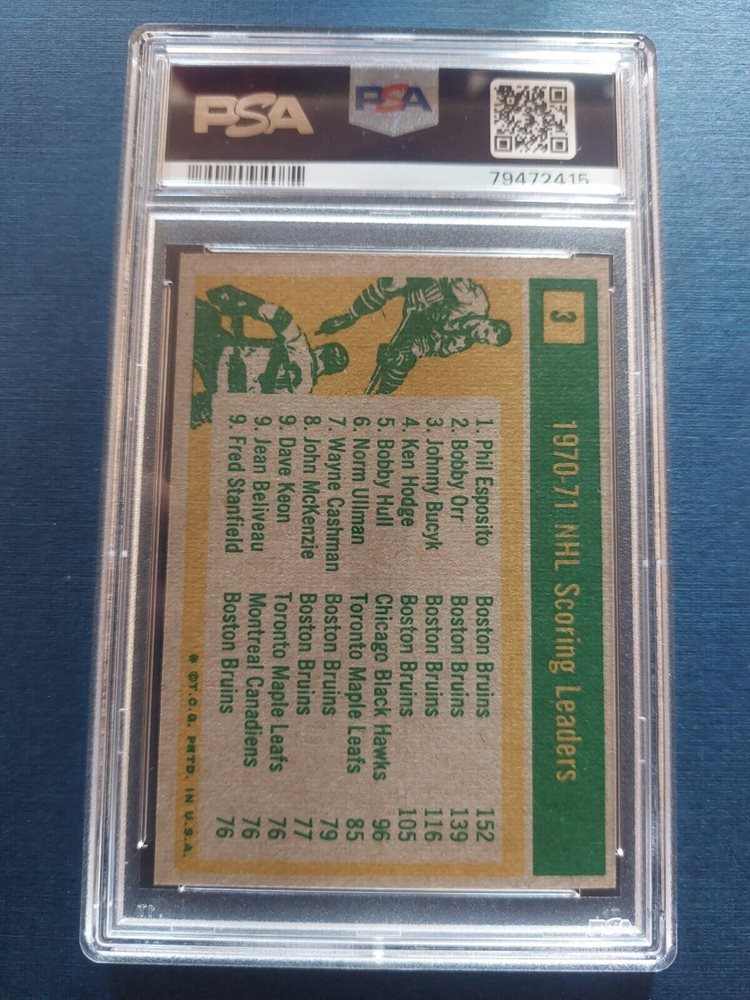 PSA
PSA
79472415
3
1970-71 NHL Scoring Leaders
1. Phil Esposito Boston Bruins 152
2. Bobby Orr Boston Bruins 139
3. Johnny Bucyk Boston Bruins 116
4. Ken Hodge Boston Bruins 105
5. Bobby Hull Chicago Black Hawks 96
6. Norm Ullman Toronto Maple Leafs 85
7. Wayne Cashman Boston Bruins 79
8. John McKenzie Boston Bruins 77
9. Dave Keon Toronto Maple Leafs 76
9. Jean Beliveau Montreal Canadiens 76
9. Fred Stanfield Boston Bruins 76
* ©T.C.G. PRTD. IN U.S.A.
PSA